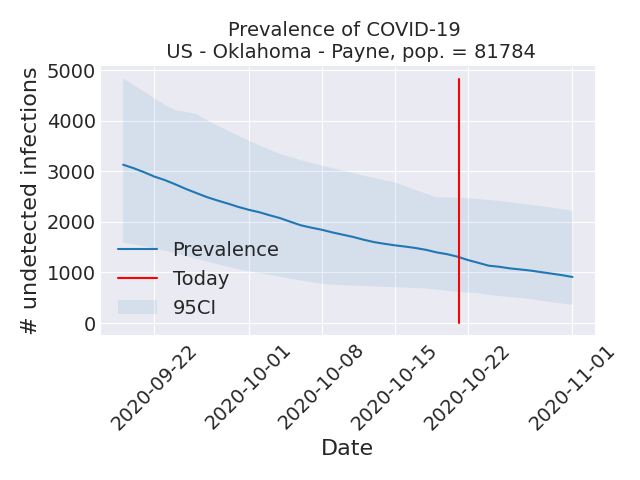 Prevalence of COVID-19
US - Oklahoma - Payne, pop. = 81784
# undetected infections
5000
4000
3000
2000
1000
0
Prevalence
Today
95CI
2020-09-22
2020-10-01
2020-10-08
2020-10-15
2020-10-22
2020-11-01
Date